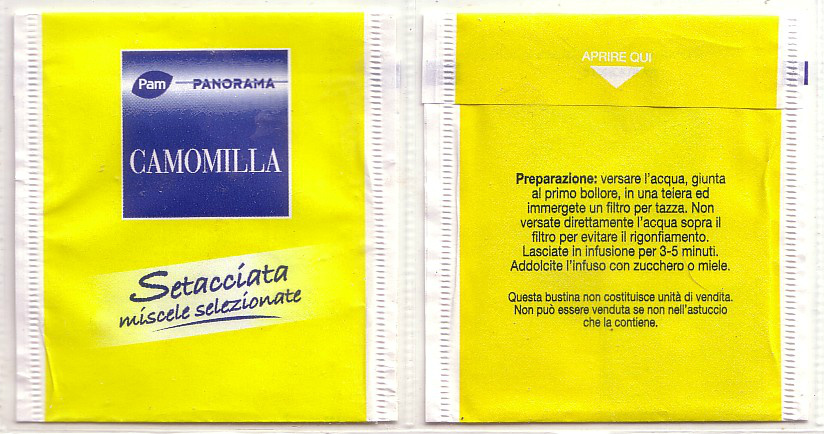 Pam PANORAMA
CAMOMILLA
Setacciata
miscele selezionate
APRIRE QUI
Preparazione: versare l'acqua, giunta
al primo bollore, in una teiera ed
immergete un filtro per tazza. Non
versate direttamente l'acqua sopra il
filtro per evitare il rigonfiamento.
Lasciate in infusione per 3-5 minuti.
Addolcite l'infuso con zucchero o miele.
Questa bustina non costituisce unità di vendita.
Non può essere venduta se non nell'astuccio
che la contiene.